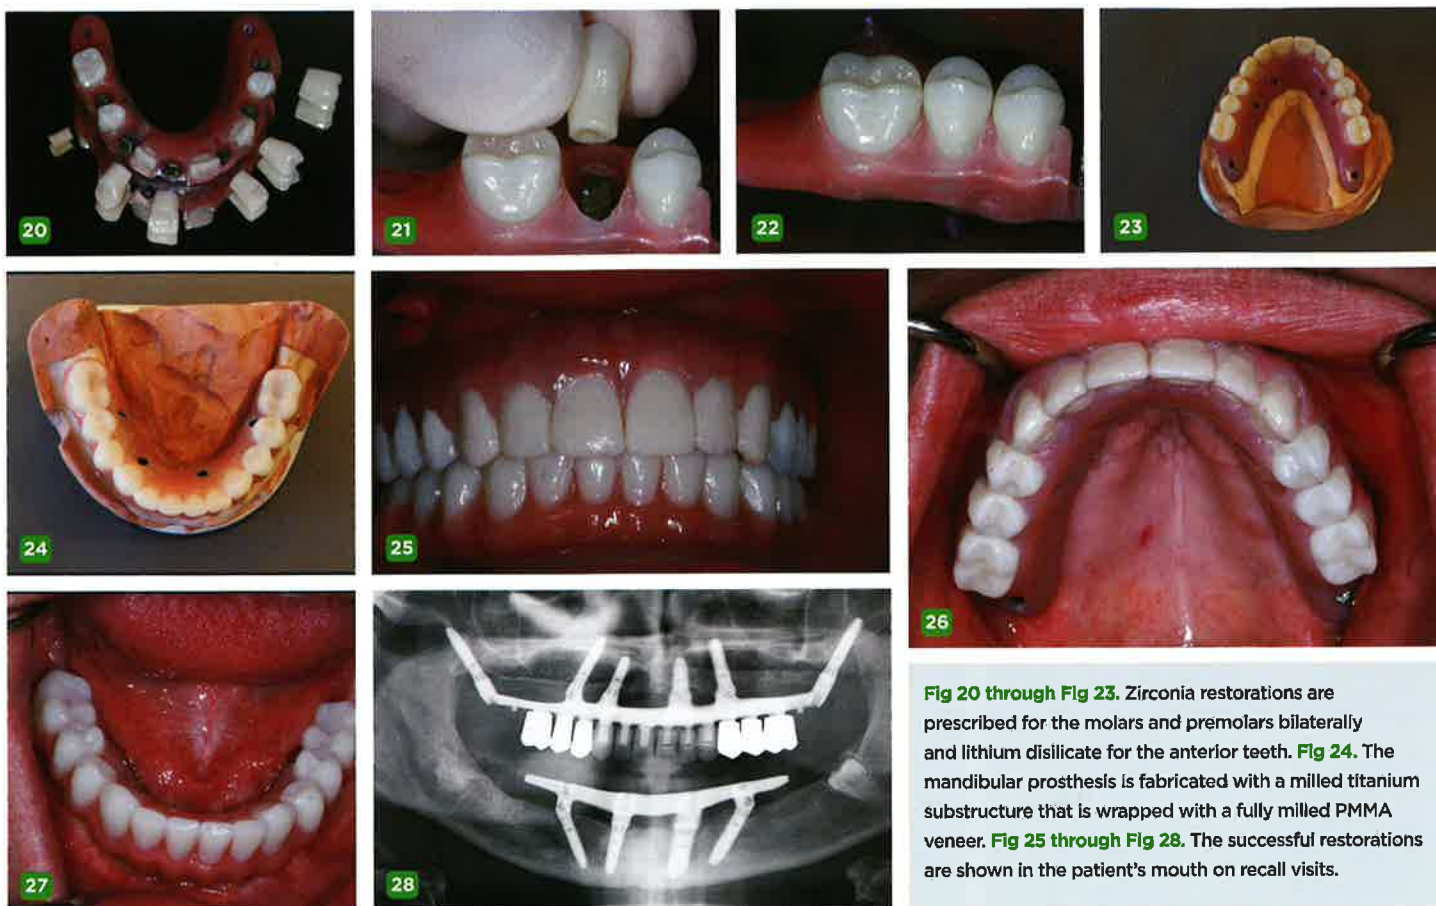 20
21
22
23
24
25
26
27
28
Fig 20 through Fig 23. Zirconia restorations are
prescribed for the molars and premolars bilaterally
and lithium disilicate for the anterior teeth. Fig 24. The
mandibular prosthesis is fabricated with a milled titanium
substructure that is wrapped with a fully milled PMMA
veneer. Fig 25 through Fig 28. The successful restorations
are shown in the patient's mouth on recall visits.